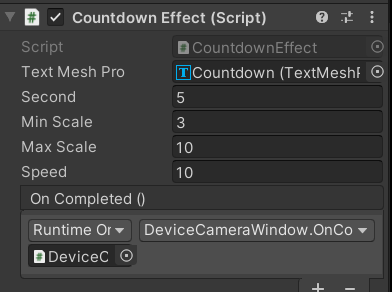 Countdown Effect (Script)
Script CountdownEffect
Text Mesh Pro Countdown (TextMeshP
Second 5
Min Scale 3
Max Scale 10
Speed 10
On Completed ()
Runtime Or DeviceCameraWindow.OnCo
DeviceC